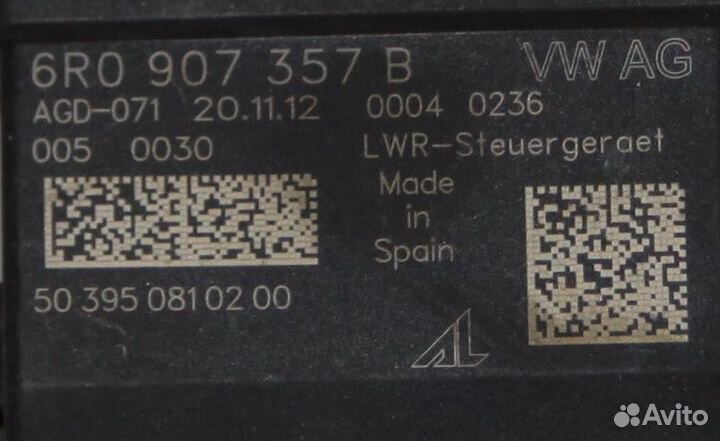 6R0 907 357 B VW AG
AGD-071 20.11.12 0004 0236
005 0030 LWR-Steuergeraet
Made
in
Spain
50 395 081 02 00
AL
Avito